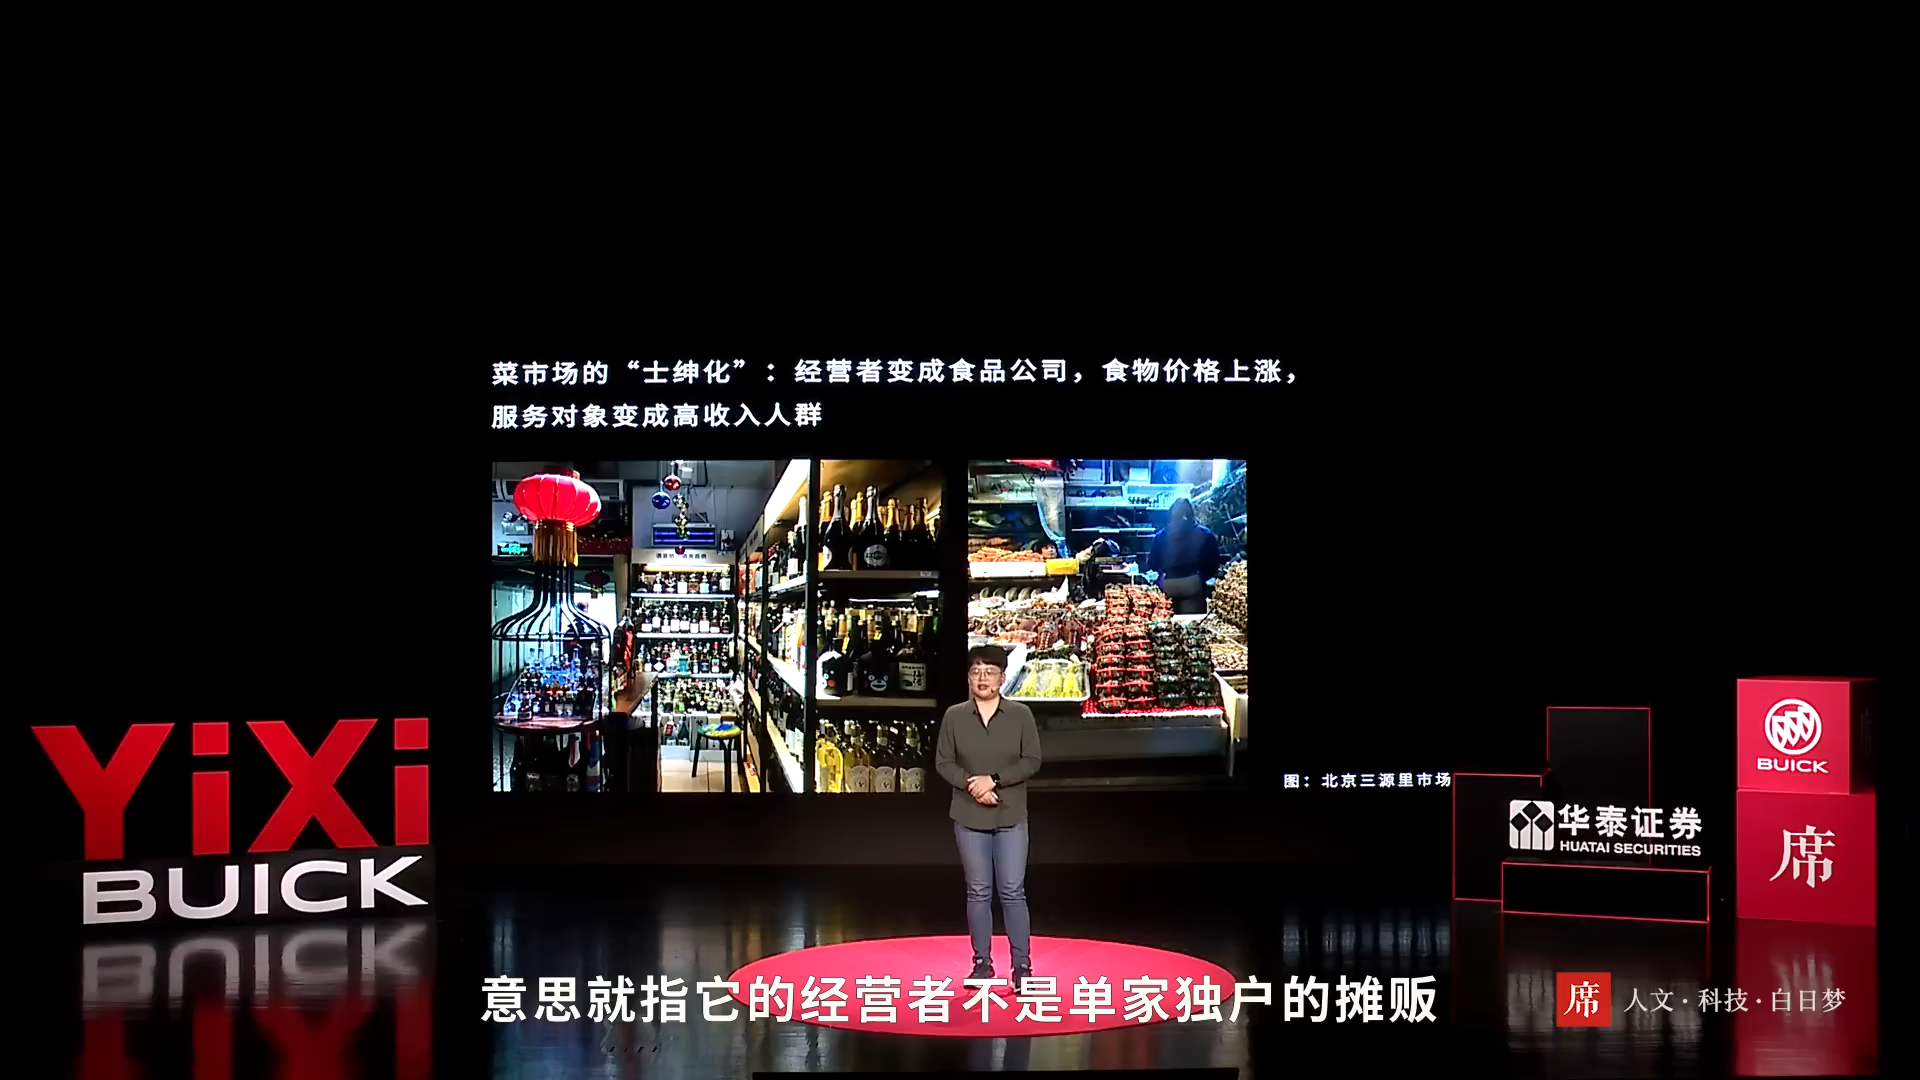 菜市场的“士绅化”：经营者变成食品公司，食物价格上涨，
服务对象变成高收入人群
图：北京三源里市场
YiXi
BUICK
BUICK
华泰证券
HUATAI SECURITIES
席
意思就指它的经营者不是单家独户的摊贩
席 人文·科技·白日梦